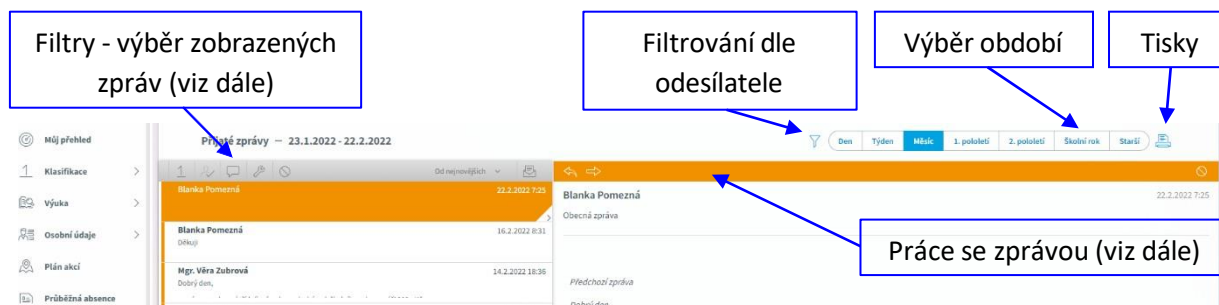 Filtry - výběr zobrazených
zpráv (viz dále)
Filtrování dle
odesílatele
Výběr období
Tisky
Můj přehled
Přijaté zprávy — 23.1.2022 - 22.2.2022
Den Týden Měsíc 1. pololetí 2. pololetí Školní rok Starší
Klasifikace
Výuka
Osobní údaje
Plán akcí
Průběžná absence
Od nejnovějších
Blanka Pomezná 22.2.2022 7:25
Blanka Pomezná 16.2.2022 8:31
Děkuji
Mgr. Věra Zubrová 14.2.2022 18:36
Dobrý den,
Blanka Pomezná 22.2.2022 7:25
Obecná zpráva
Práce se zprávou (viz dále)
Předchozí zpráva
Dobrý den